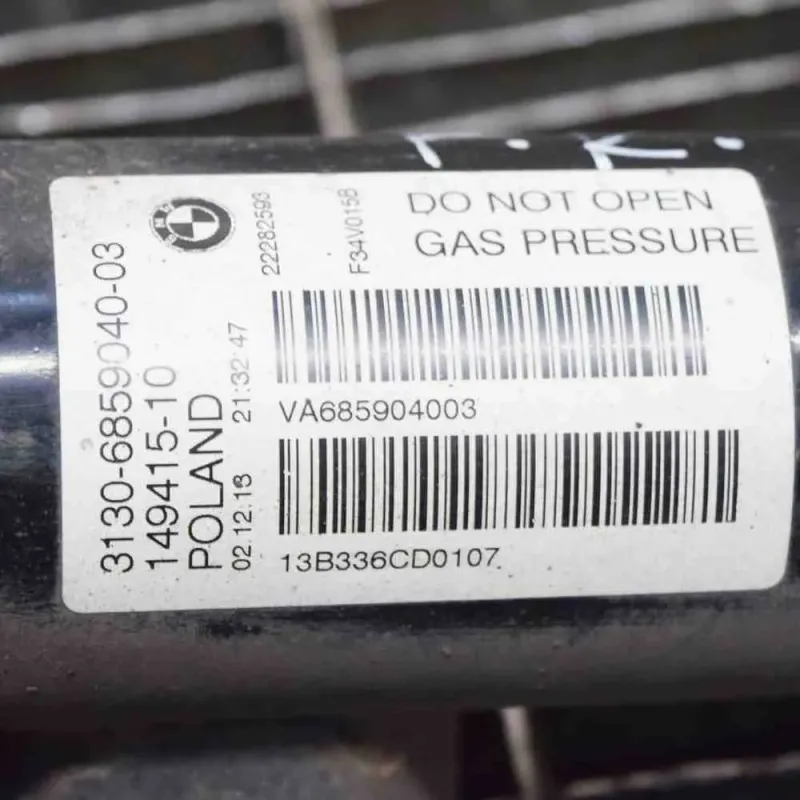 BMW
3130-6859040-03
149415-10
POLAND
02.12.13 21:32:47
22282593
F34V0158
DO NOT OPEN
GAS PRESSURE
VA685904003
13B336CD0107